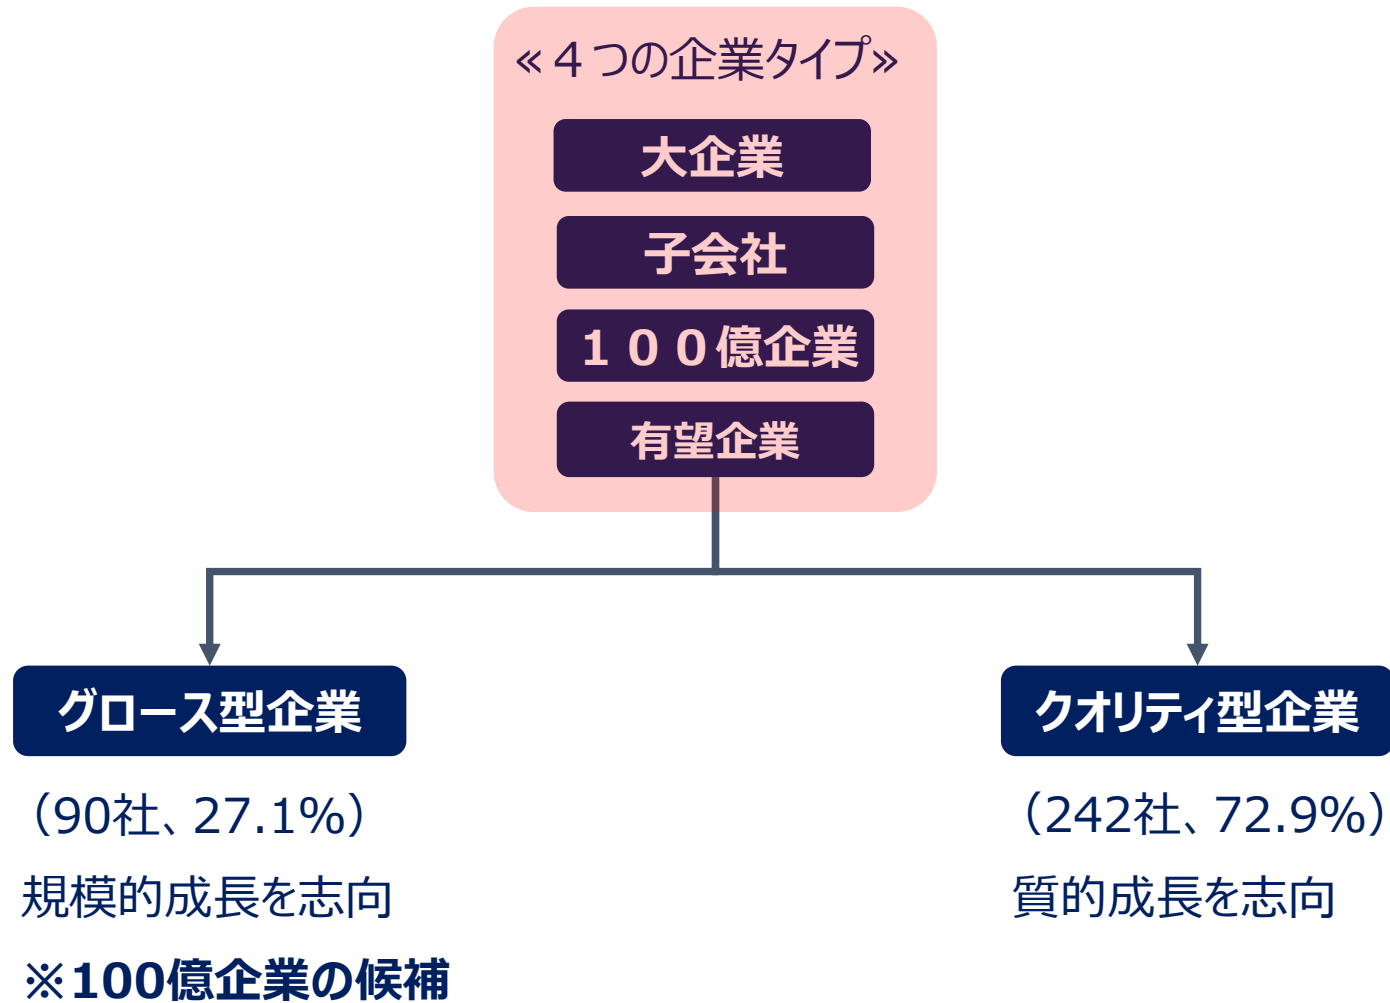 «４つの企業タイプ»
大企業
子会社
１００億企業
有望企業
グロース型企業
（90社、27.1%）
規模的成長を志向
※100億企業の候補
クオリティ型企業
（242社、72.9%）
質的成長を志向